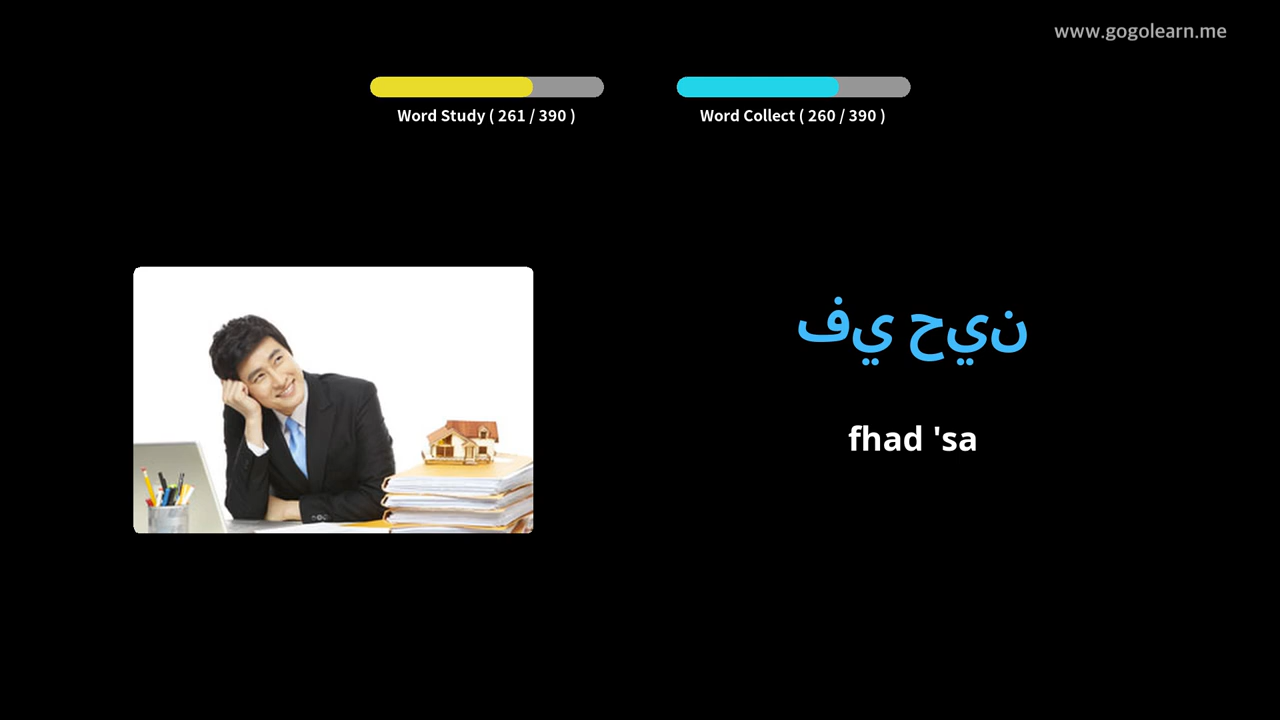 www.gogolearn.me
Word Study ( 261 / 390 )
Word Collect ( 260 / 390 )
في حين
fhad 'sa